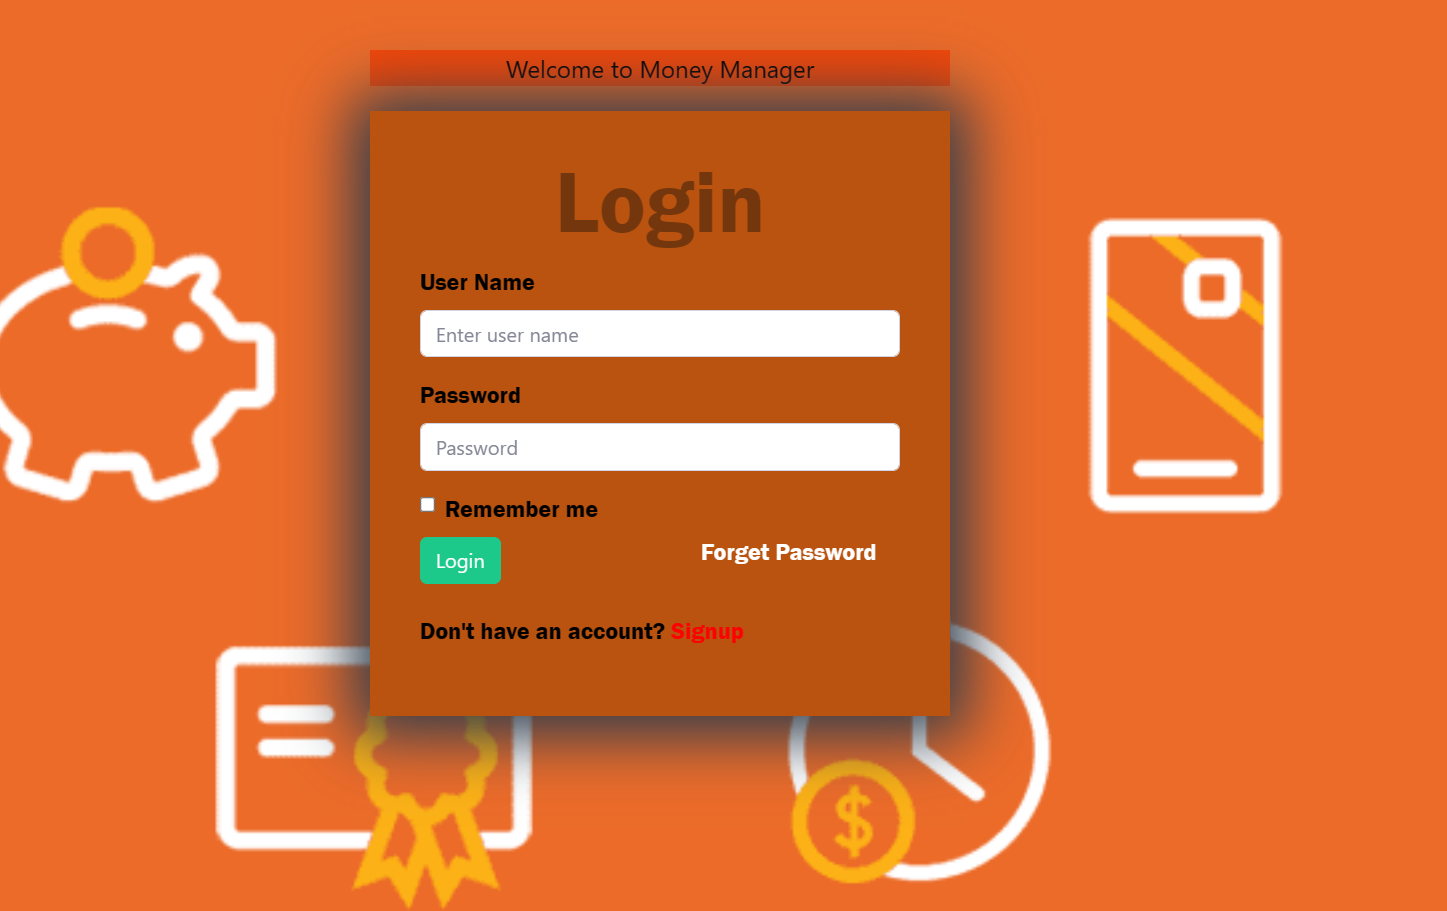 Welcome to Money Manager
Login
User Name
Enter user name
Password
Password
Remember me
Login
Forget Password
Don't have an account? Signup
$